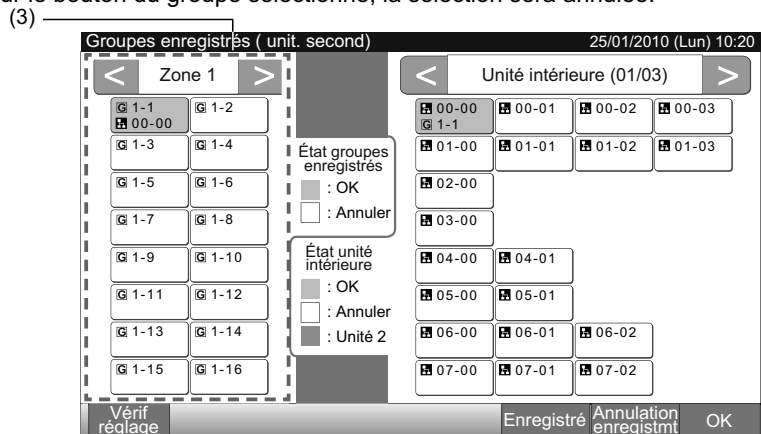 ur le bouton du groupe sélectionné, la sélection sera annulée.
(3)
Groupes enregistrés ( unit. second) 25/01/2010 (Lun) 10:20
< Zone 1 >
G 1-1
00-00
G 1-2
G 1-3 G 1-4
G 1-5 G 1-6
G 1-7 G 1-8
G 1-9 G 1-10
G 1-11 G 1-12
G 1-13 G 1-14
G 1-15 G 1-16
État groupes
enregistrés
: OK
: Annuler
État unité
intérieure
: OK
: Annuler
: Unité 2
< Unité intérieure (01/03) >
00-00
G 1-1
00-01 00-02 00-03
01-00 01-01 01-02 01-03
02-00
03-00
04-00 04-01
05-00 05-01
06-00 06-01 06-02
07-00 07-01 07-02
Vérif
réglage
Enregistré
Annulation
enregistmt
OK